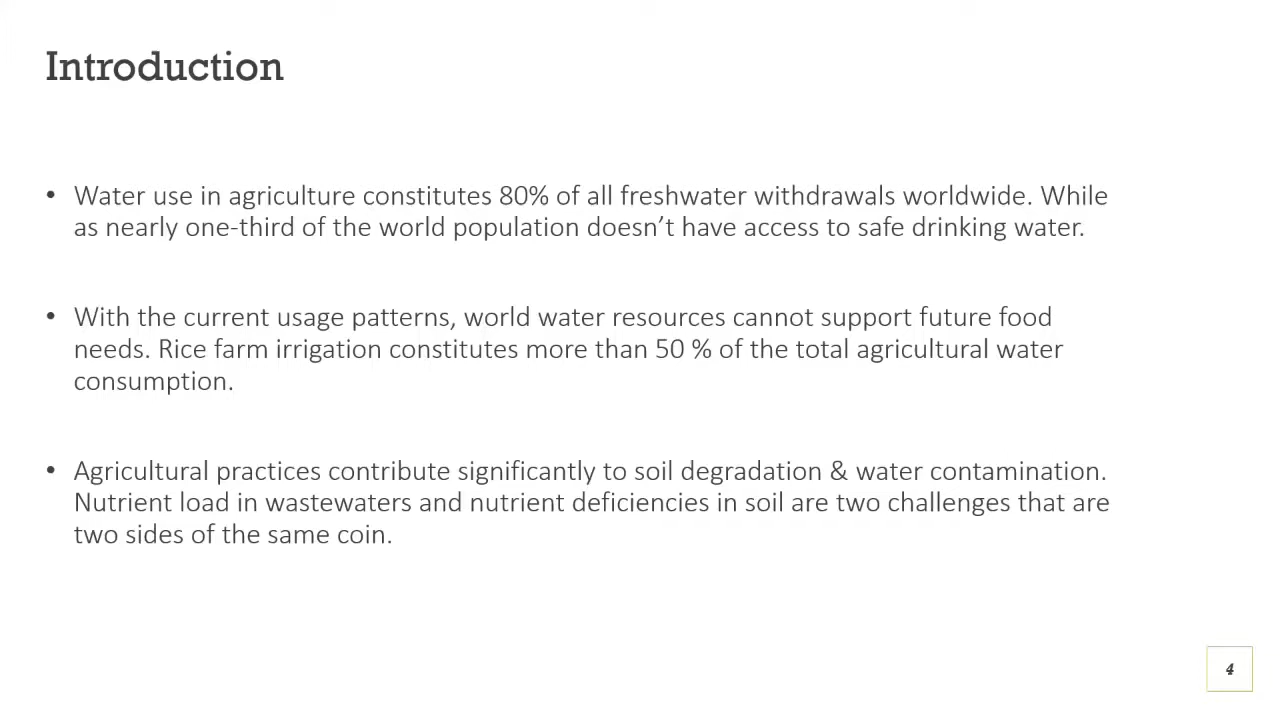 Introduction
• Water use in agriculture constitutes 80% of all freshwater withdrawals worldwide. While
as nearly one-third of the world population doesn’t have access to safe drinking water.
• With the current usage patterns, world water resources cannot support future food
needs. Rice farm irrigation constitutes more than 50 % of the total agricultural water
consumption.
• Agricultural practices contribute significantly to soil degradation & water contamination.
Nutrient load in wastewaters and nutrient deficiencies in soil are two challenges that are
two sides of the same coin.
4